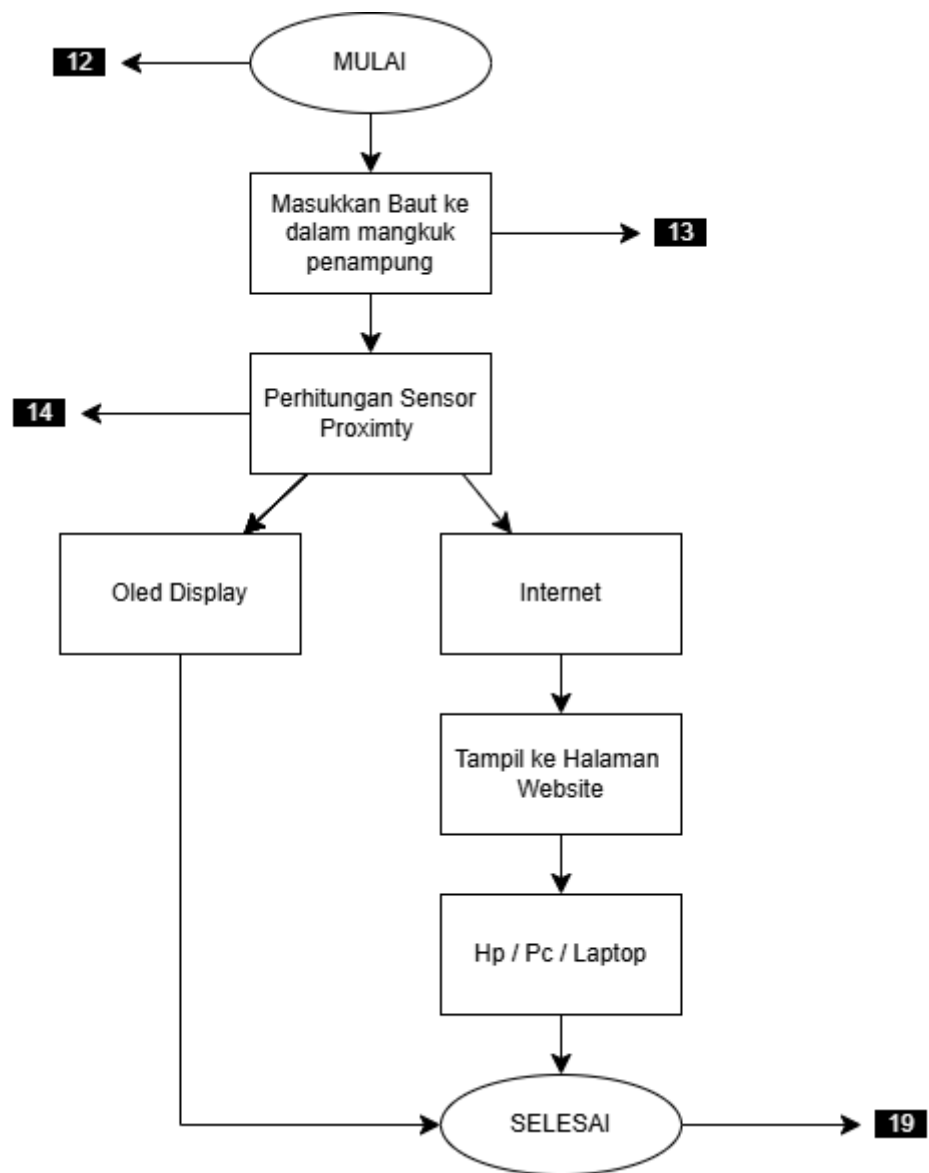 12
MULAI
Masukkan Baut ke
dalam mangkuk
penampung
13
14
Perhitungan Sensor
Proximty
Oled Display
Internet
Tampil ke Halaman
Website
Hp / Pc / Laptop
SELESAI
19